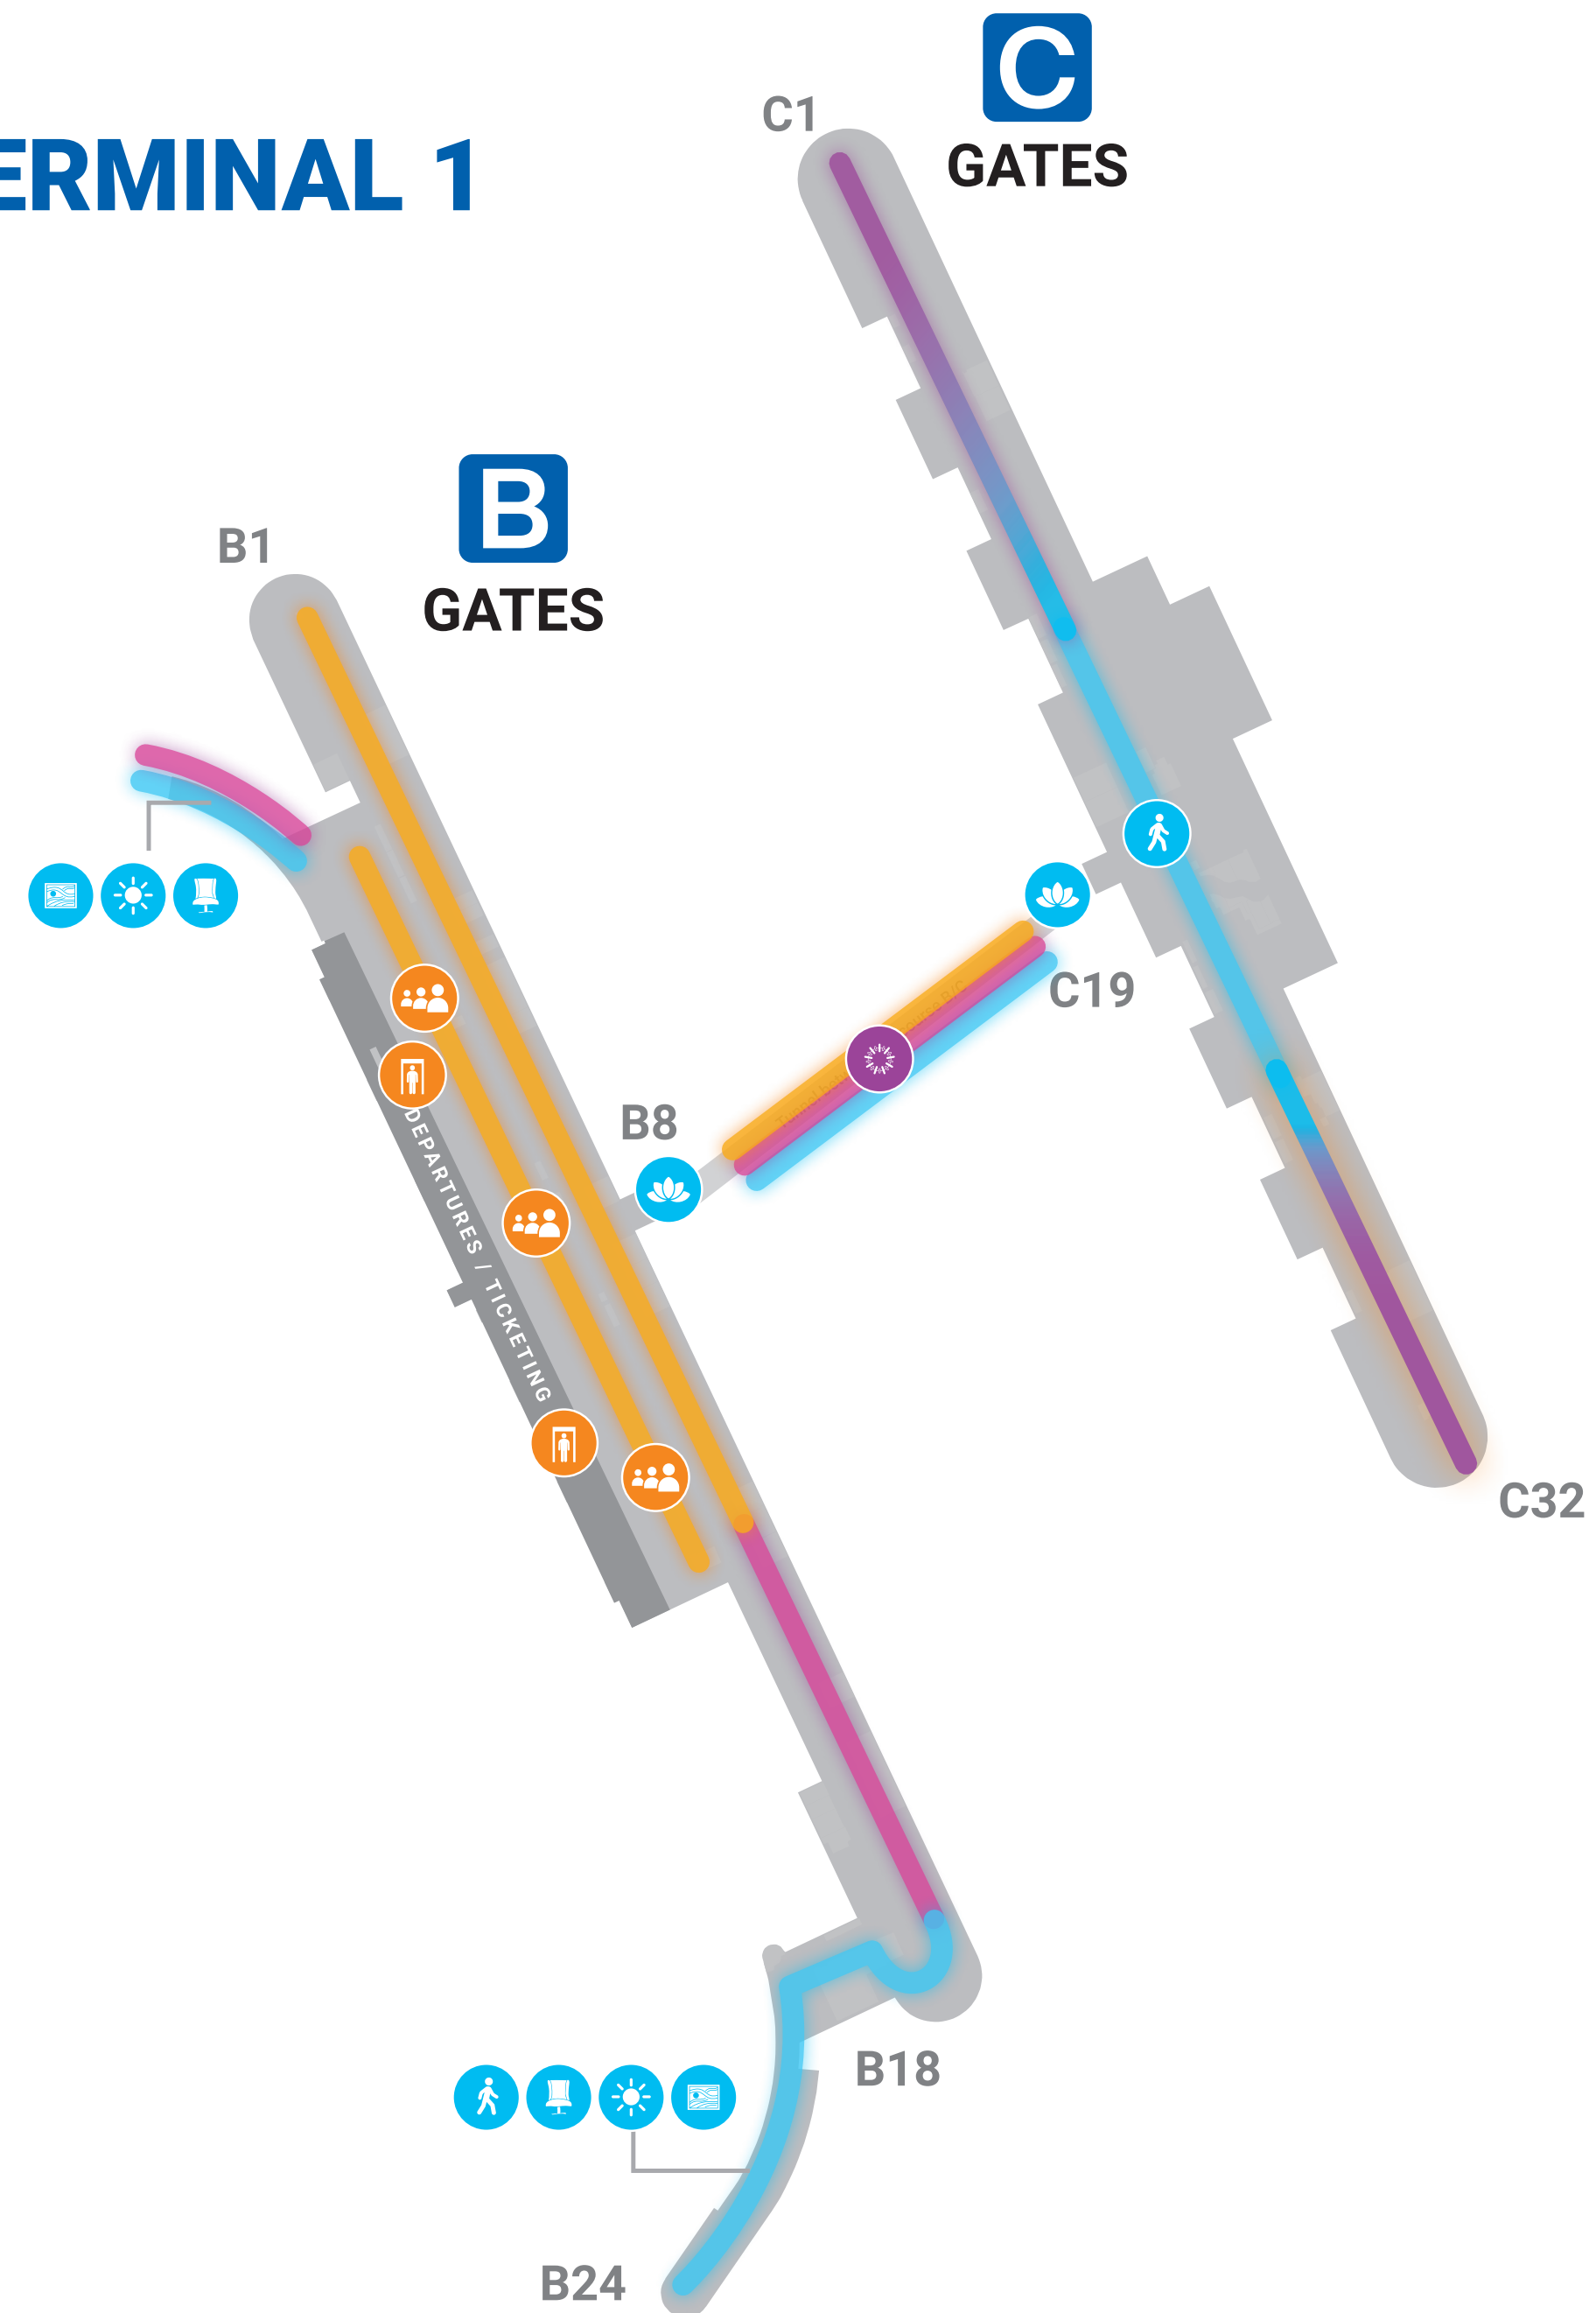 C
C1
GATES
ERMINAL 1
B
B1
GATES
C19
B8
DEPARTURES / TICKETING
C32
B18
B24